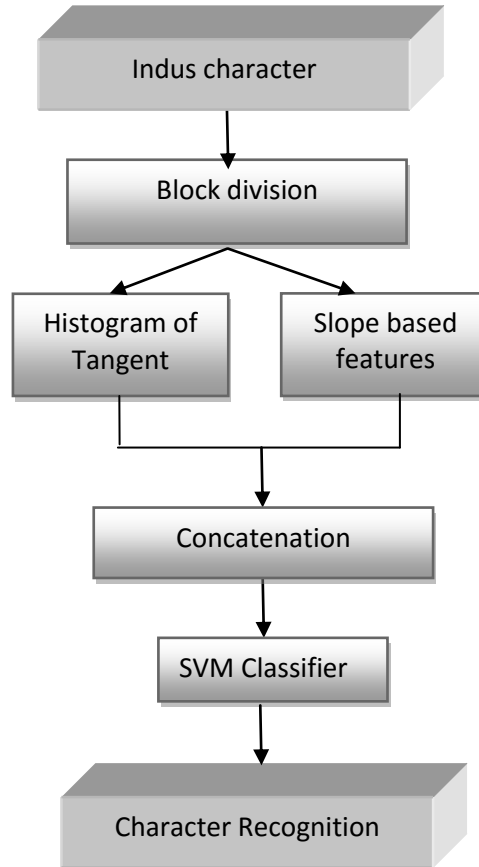 Indus character
Block division
Histogram of
Tangent
Slope based
features
Concatenation
SVM Classifier
Character Recognition